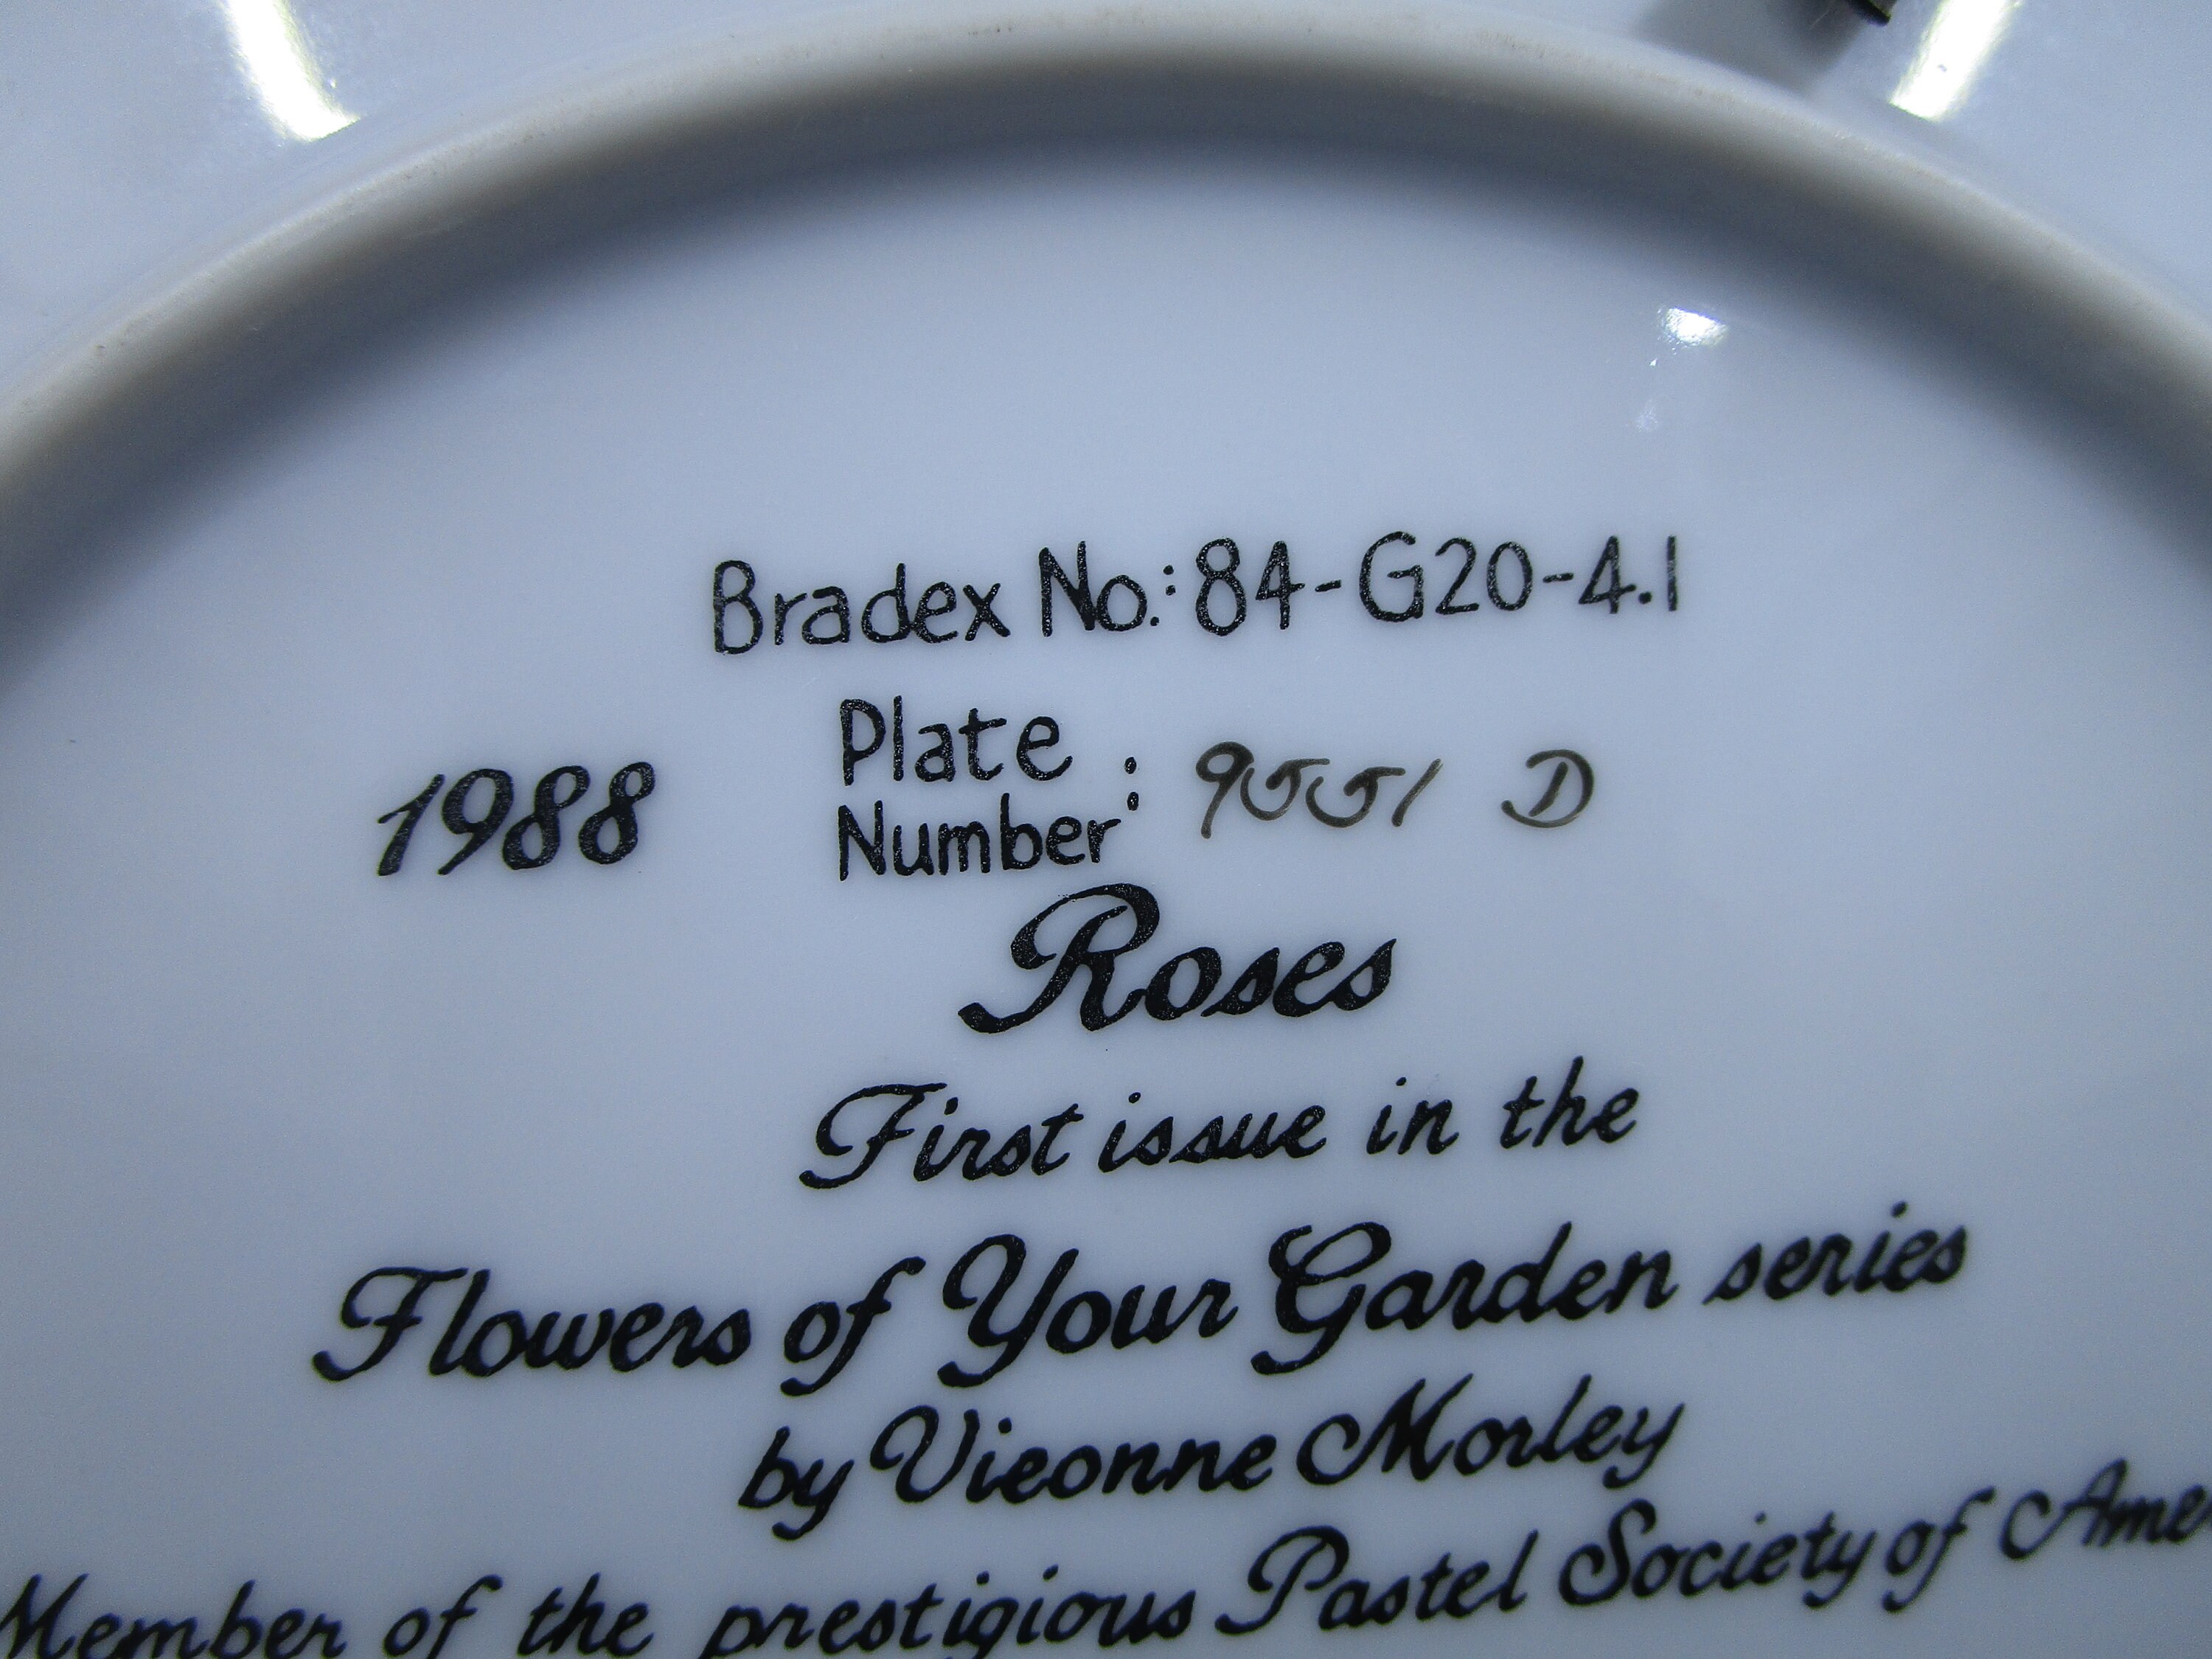 Bradex No.: 84-G20-4.1
Plate
1988 : 9551 D
Number
Roses
First issue in the
Flowers of Your Garden series
by Vieonne Morley
Member of the prestigious Pastel Society of Ame